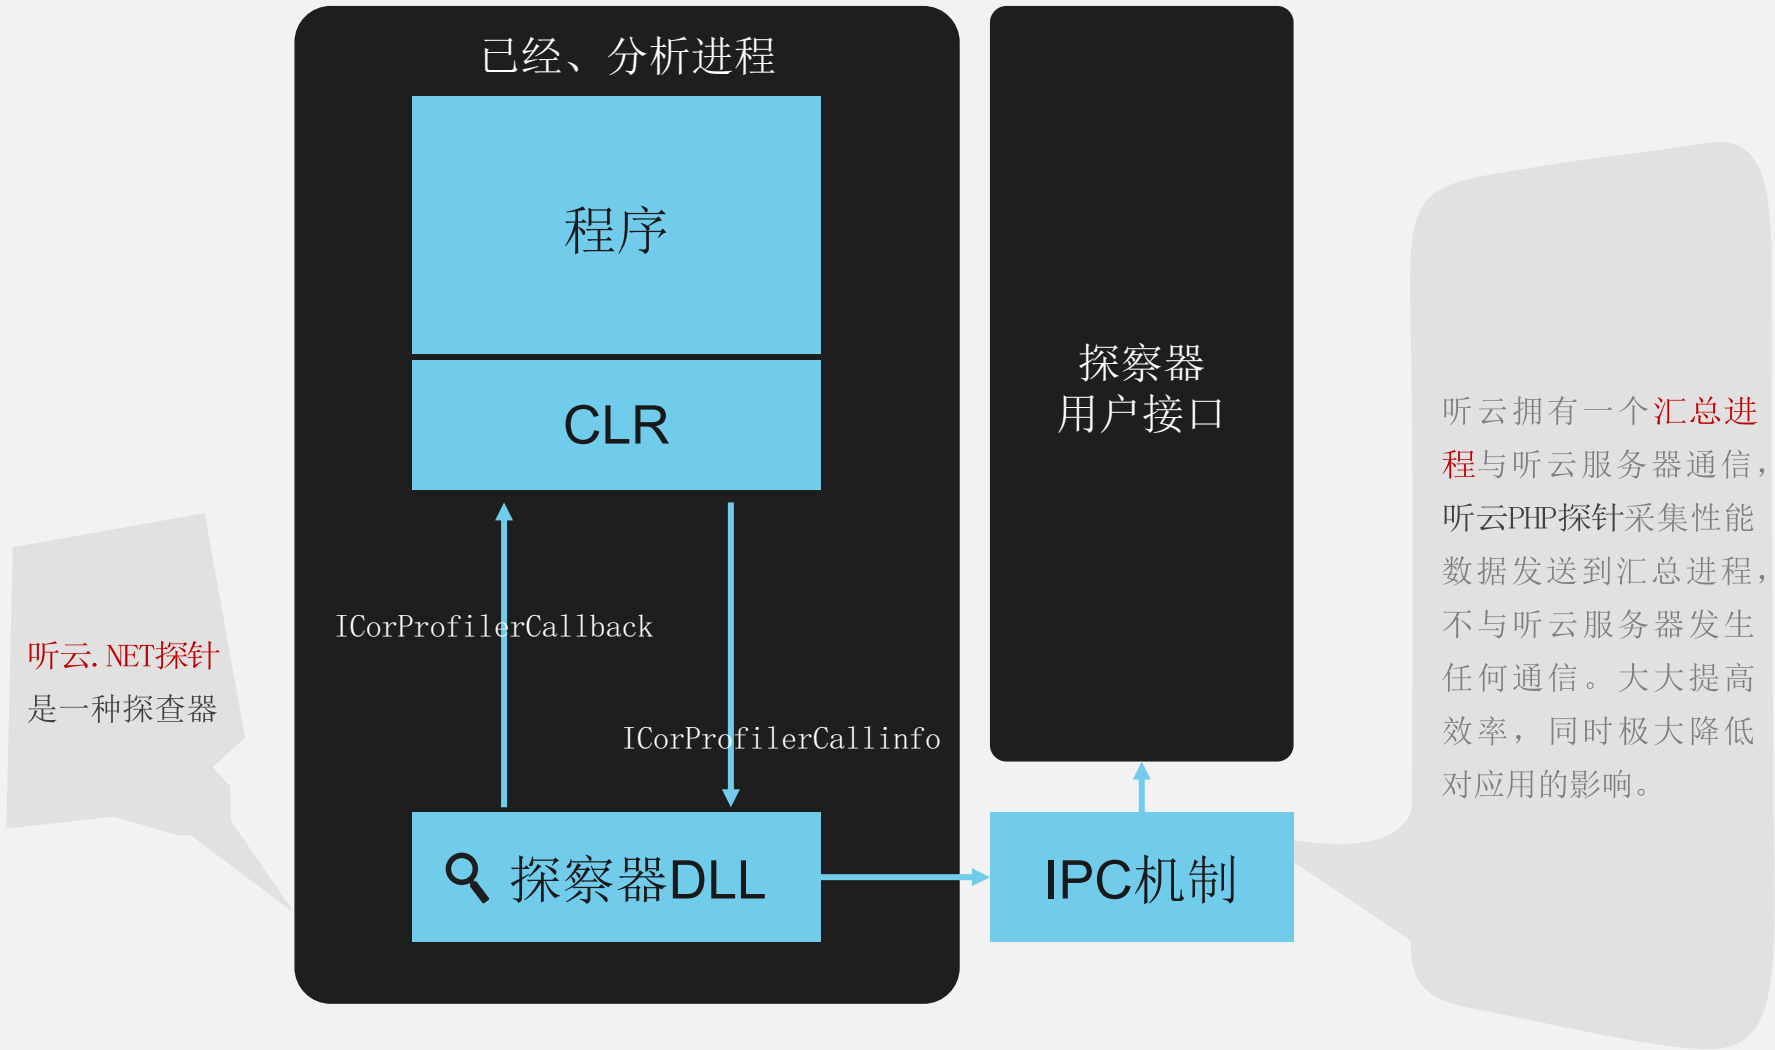 已经、分析进程
程序
CLR
ICorProfilerCallback
ICorProfilerCallinfo
探察器DLL
探察器
用户接口
IPC机制
听云.NET探针
是一种探查器
听云拥有一个汇总进
程与听云服务器通信，
听云PHP探针采集性能
数据发送到汇总进程，
不与听云服务器发生
任何通信。大大提高
效率，同时极大降低
对应用的影响。